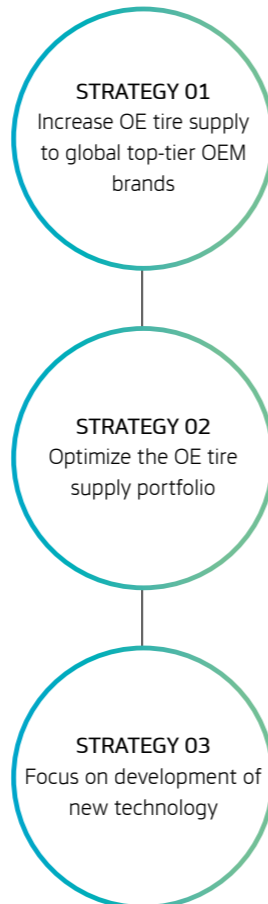 STRATEGY 01
Increase OE tire supply
to global top-tier OEM
brands
STRATEGY 02
Optimize the OE tire
supply portfolio
STRATEGY 03
Focus on development of
new technology